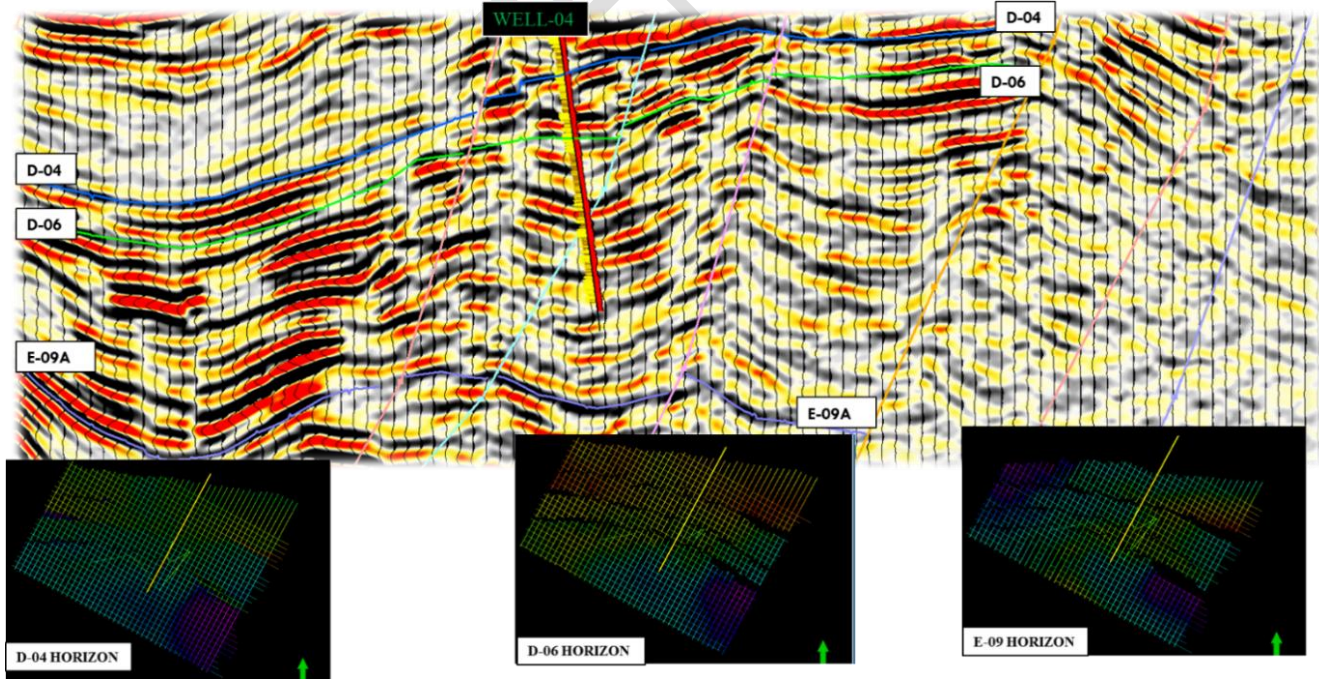 WELL-04
D-04
D-06
D-04
D-06
E-09A
E-09A
D-04 HORIZON
D-06 HORIZON
E-09 HORIZON